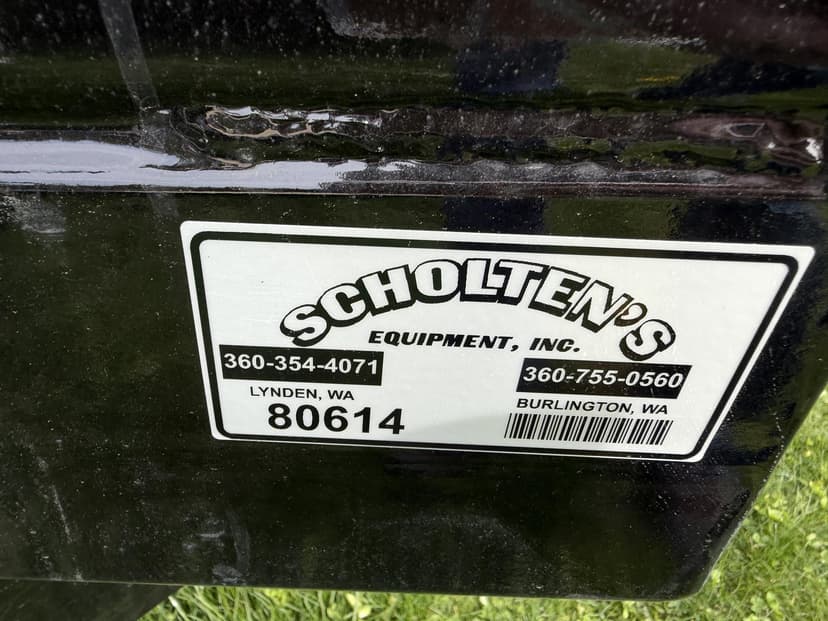 SCHOLTEN'S
EQUIPMENT, INC.
360-354-4071
LYNDEN, WA
80614
360-755-0560
BURLINGTON, WA